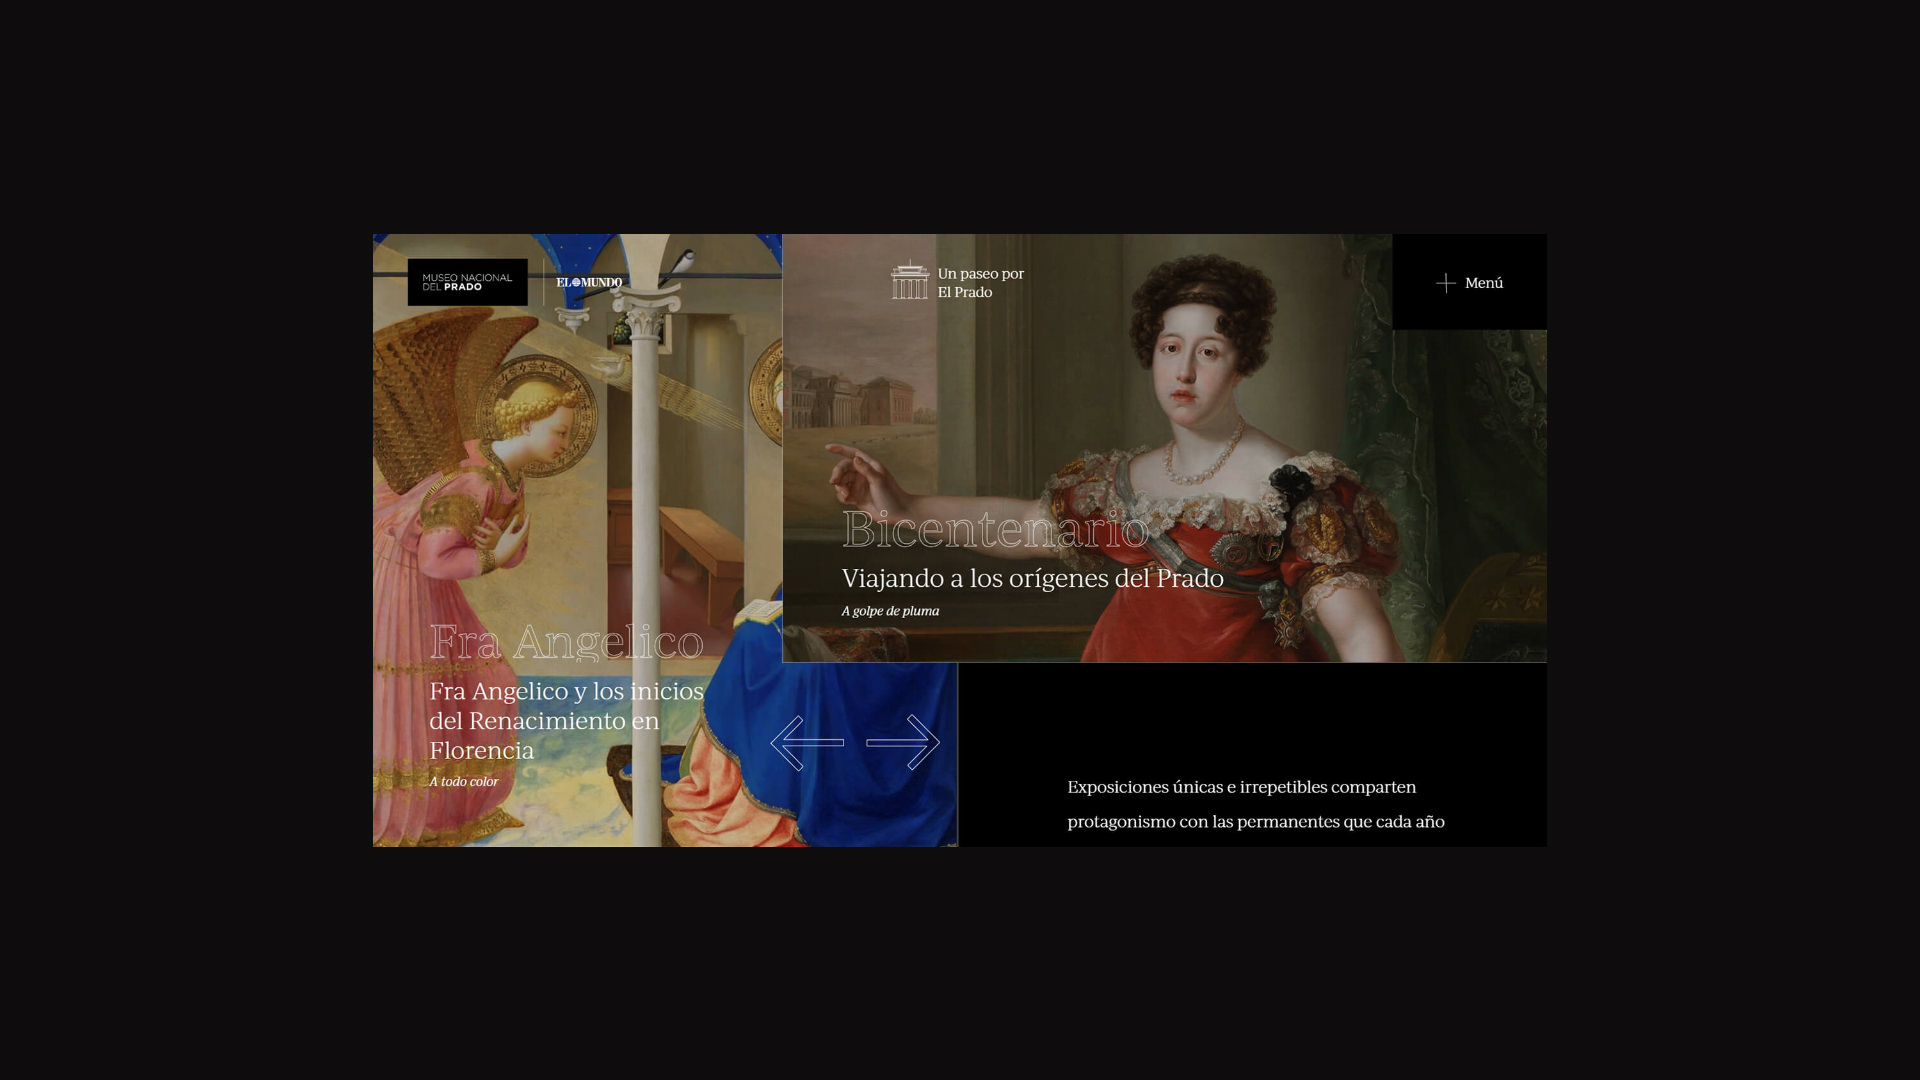 MUSEO NACIONAL
DEL PRADO
EL MUNDO
Un paseo por
El Prado
Menú
Bicentenario
Viajando a los orígenes del Prado
A golpe de pluma
Fra Angelico
Fra Angelico y los inicios
del Renacimiento en
Florencia
A todo color
Exposiciones únicas e irrepetibles comparten
protagonismo con las permanentes que cada año